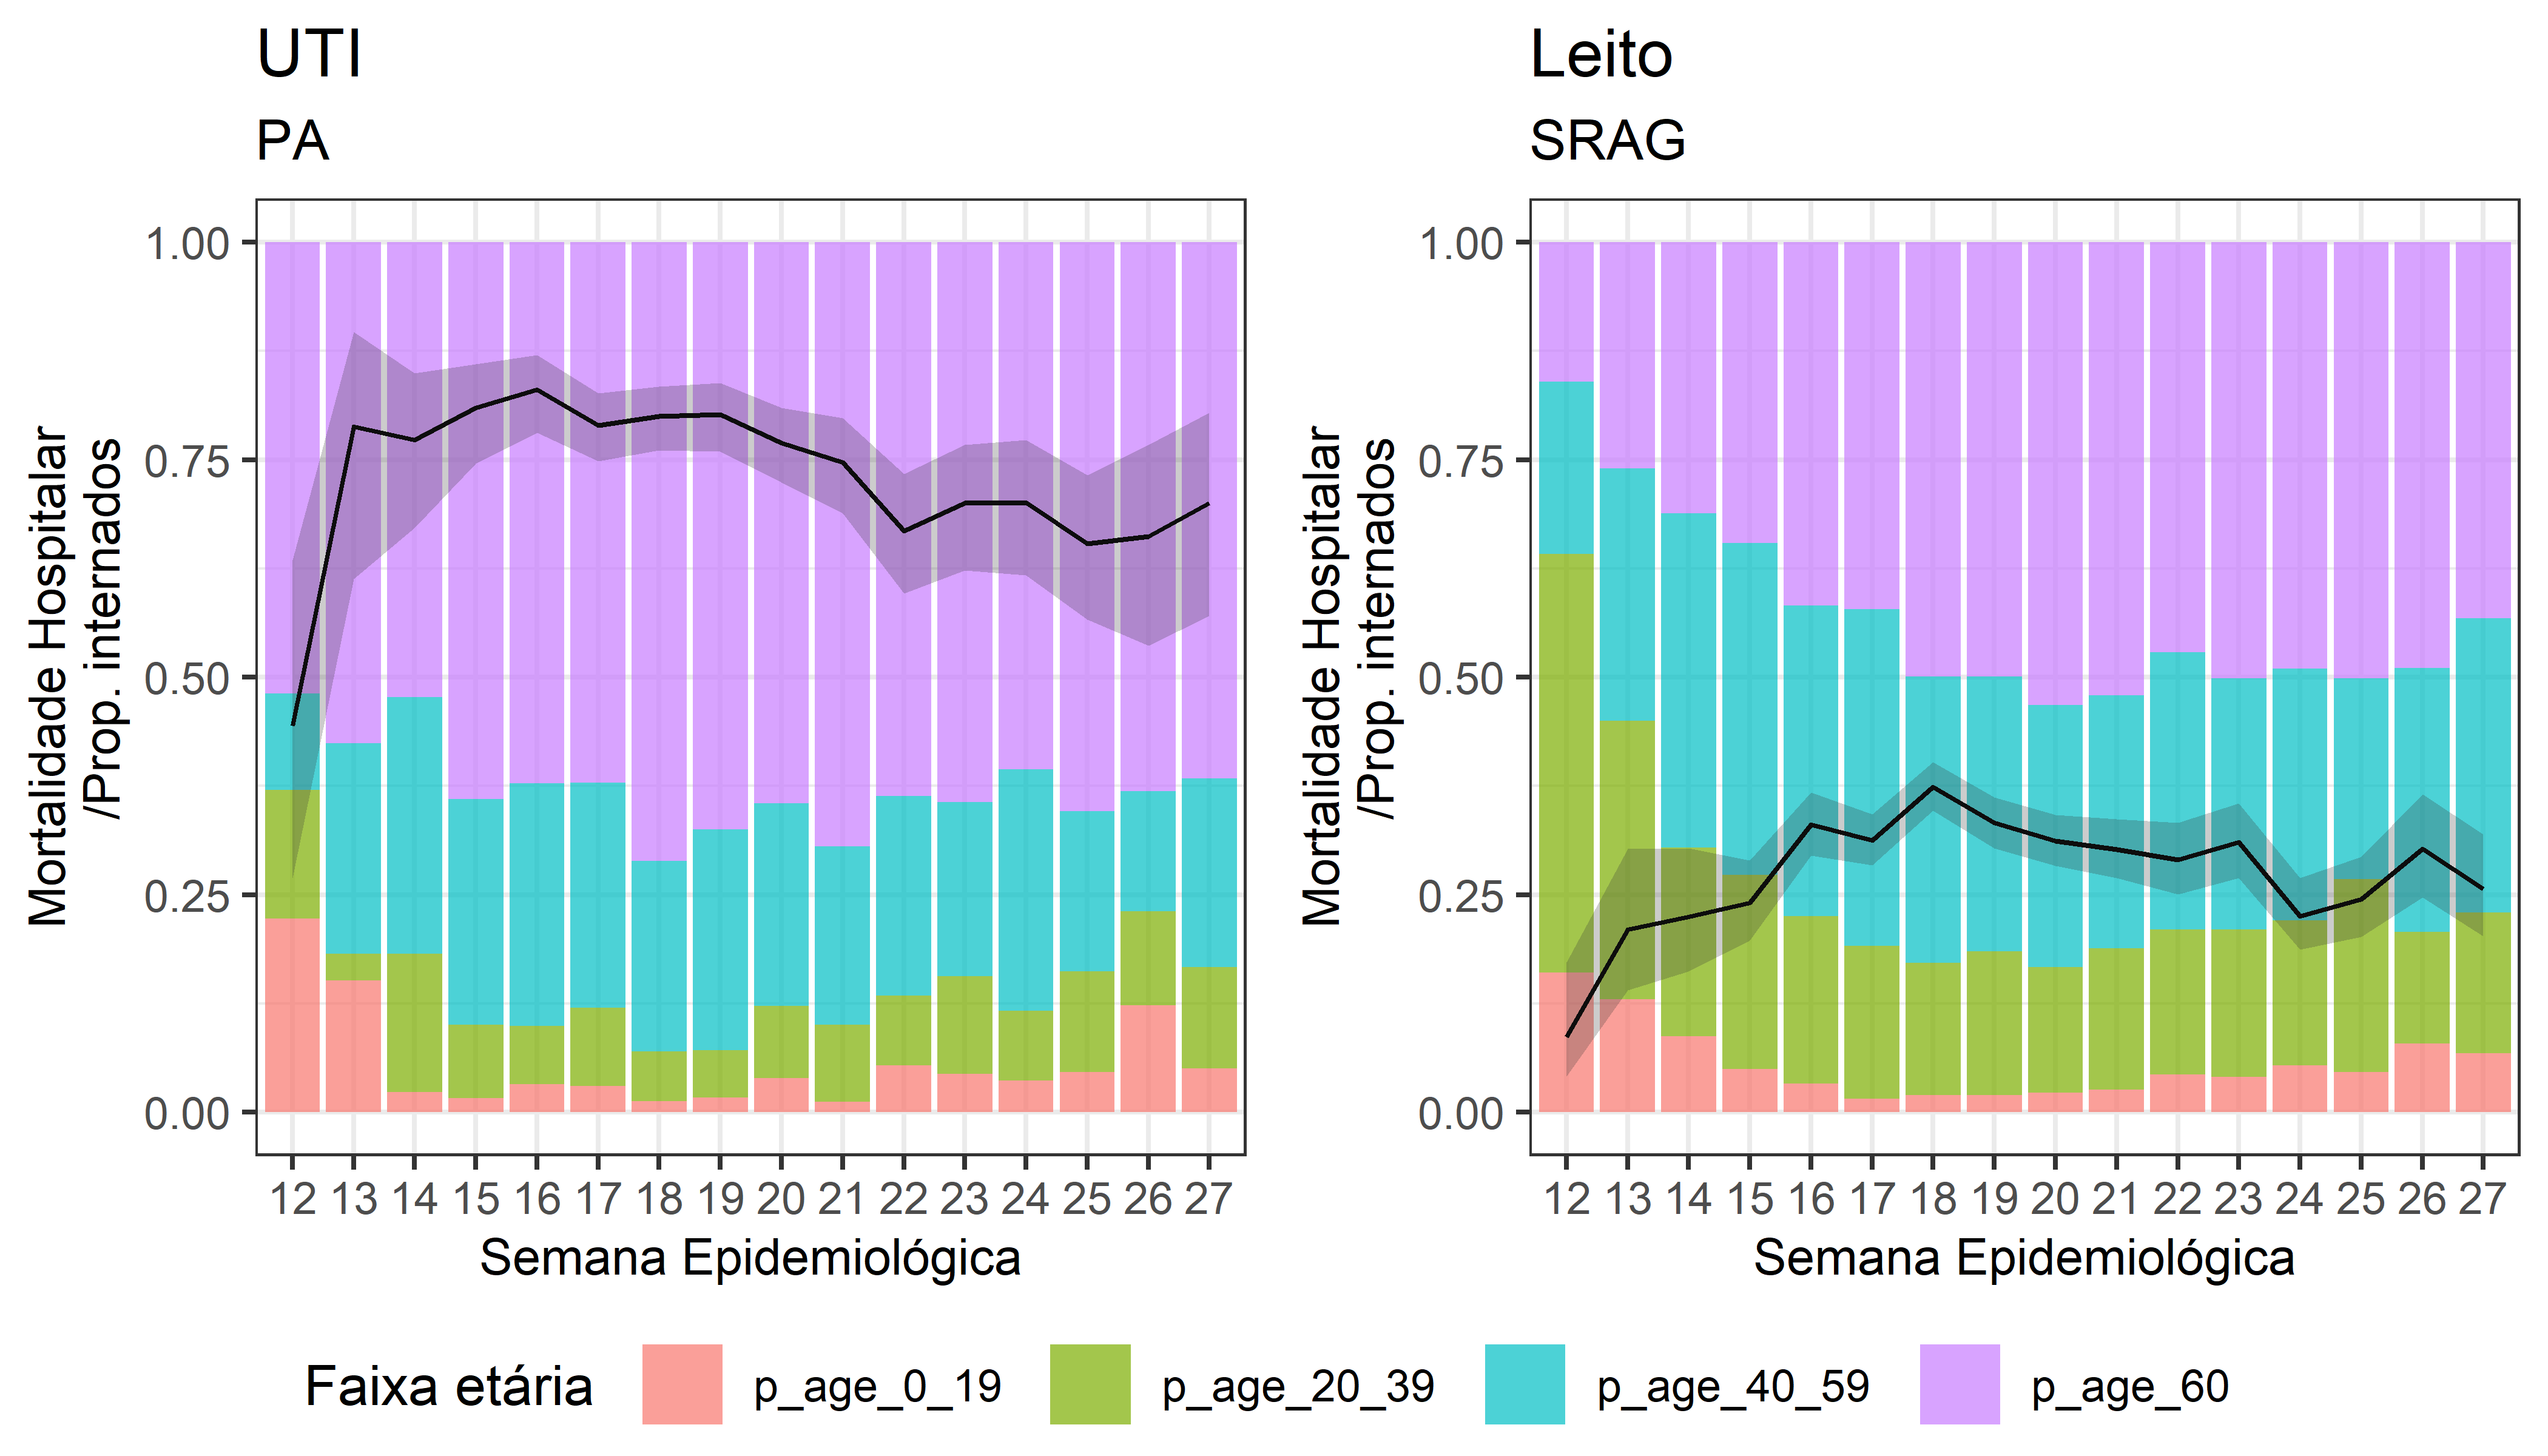 UTI
PA
Mortalidade Hospitalar
/Prop. internados
1.00
0.75
0.50
0.25
0.00
12 13 14 15 16 17 18 19 20 21 22 23 24 25 26 27
Semana Epidemiológica
Leito
SRAG
Mortalidade Hospitalar
/Prop. internados
1.00
0.75
0.50
0.25
0.00
12 13 14 15 16 17 18 19 20 21 22 23 24 25 26 27
Semana Epidemiológica
Faixa etária p_age_0_19 p_age_20_39 p_age_40_59 p_age_60